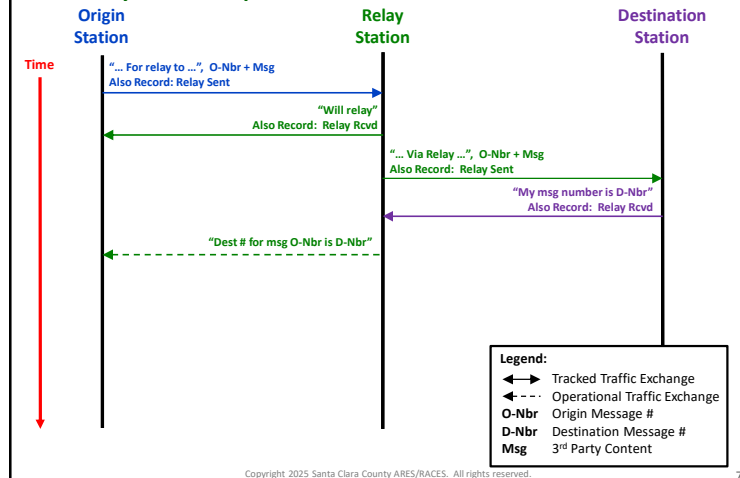 Origin
Station
Relay
Station
Destination
Station
Time
“... For relay to ...”, O-Nbr + Msg
Also Record: Relay Sent
“Will relay”
Also Record: Relay Rcvd
“... Via Relay ...”, O-Nbr + Msg
Also Record: Relay Sent
“My msg number is D-Nbr”
Also Record: Relay Rcvd
“Dest # for msg O-Nbr is D-Nbr”
Legend:
Tracked Traffic Exchange
Operational Traffic Exchange
O-Nbr Origin Message #
D-Nbr Destination Message #
Msg 3rd Party Content
Copyright 2025 Santa Clara County ARES/RACES. All rights reserved.
7